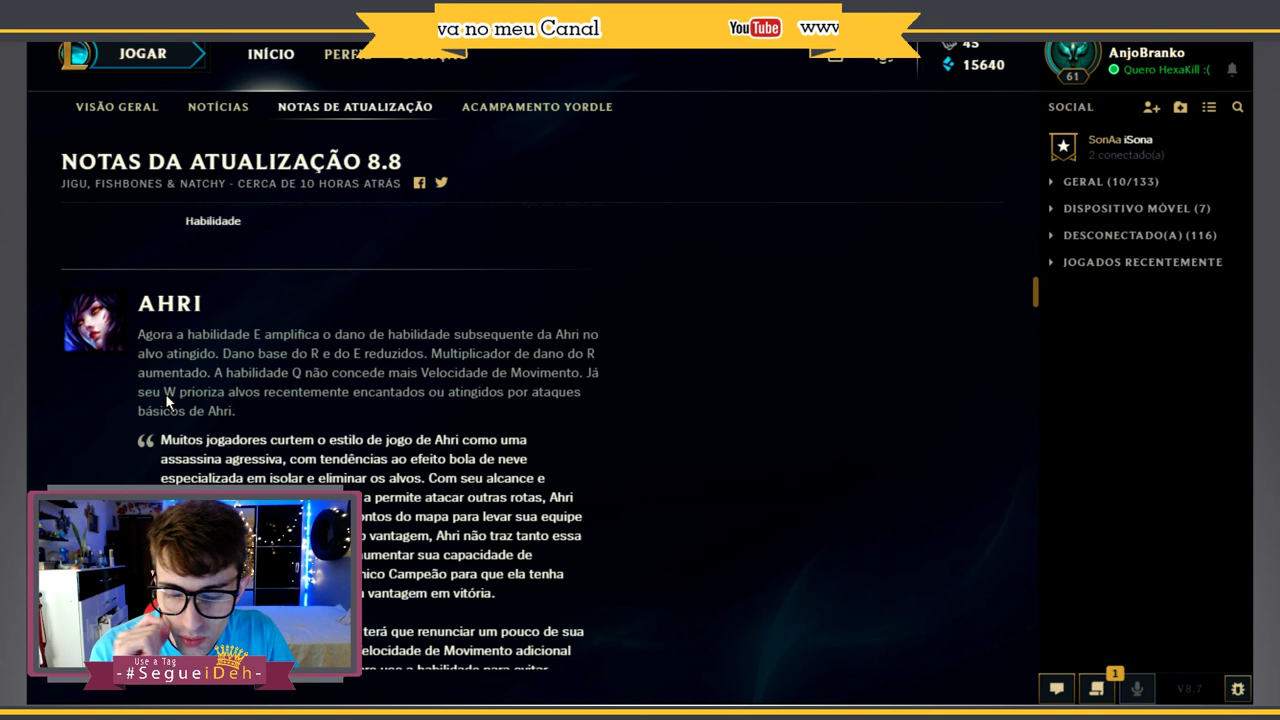 va no meu Canal
YouTube
www
JOGAR
INÍCIO
45
15640
AnjoBranko
Quero HexaKill :(
61
VISÃO GERAL
NOTÍCIAS
NOTAS DE ATUALIZAÇÃO
ACAMPAMENTO YORDLE
SOCIAL
NOTAS DA ATUALIZAÇÃO 8.8
JIGU, FISHBONES & NATCHY - CERCA DE 10 HORAS ATRÁS
SonAa iSona
2 conectado(a)
GERAL (10/133)
DISPOSITIVO MÓVEL (7)
DESCONECTADO(A) (116)
JOGADOS RECENTEMENTE
Habilidade
AHRI
Agora a habilidade E amplifica o dano de habilidade subsequente da Ahri no
alvo atingido. Dano base do R e do E reduzidos. Multiplicador de dano do R
aumentado. A habilidade Q não concede mais Velocidade de Movimento. Já
seu W prioriza alvos recentemente encantados ou atingidos por ataques
básicos de Ahri.
Muitos jogadores curtem o estilo de jogo de Ahri como uma
assassina agressiva, com tendências ao efeito bola de neve
especializada em isolar e eliminar os alvos. Com seu alcance e
a permite atacar outras rotas, Ahri
ontos do mapa para levar sua equipe
vantagem, Ahri não traz tanto essa
umentar sua capacidade de
nico Campeão para que ela tenha
vantagem em vitória.
terá que renunciar um pouco de sua
elocidade de Movimento adicional
use a habilidade para evitar
Use a Tag
-#SegueiDeh-
1
V8.7